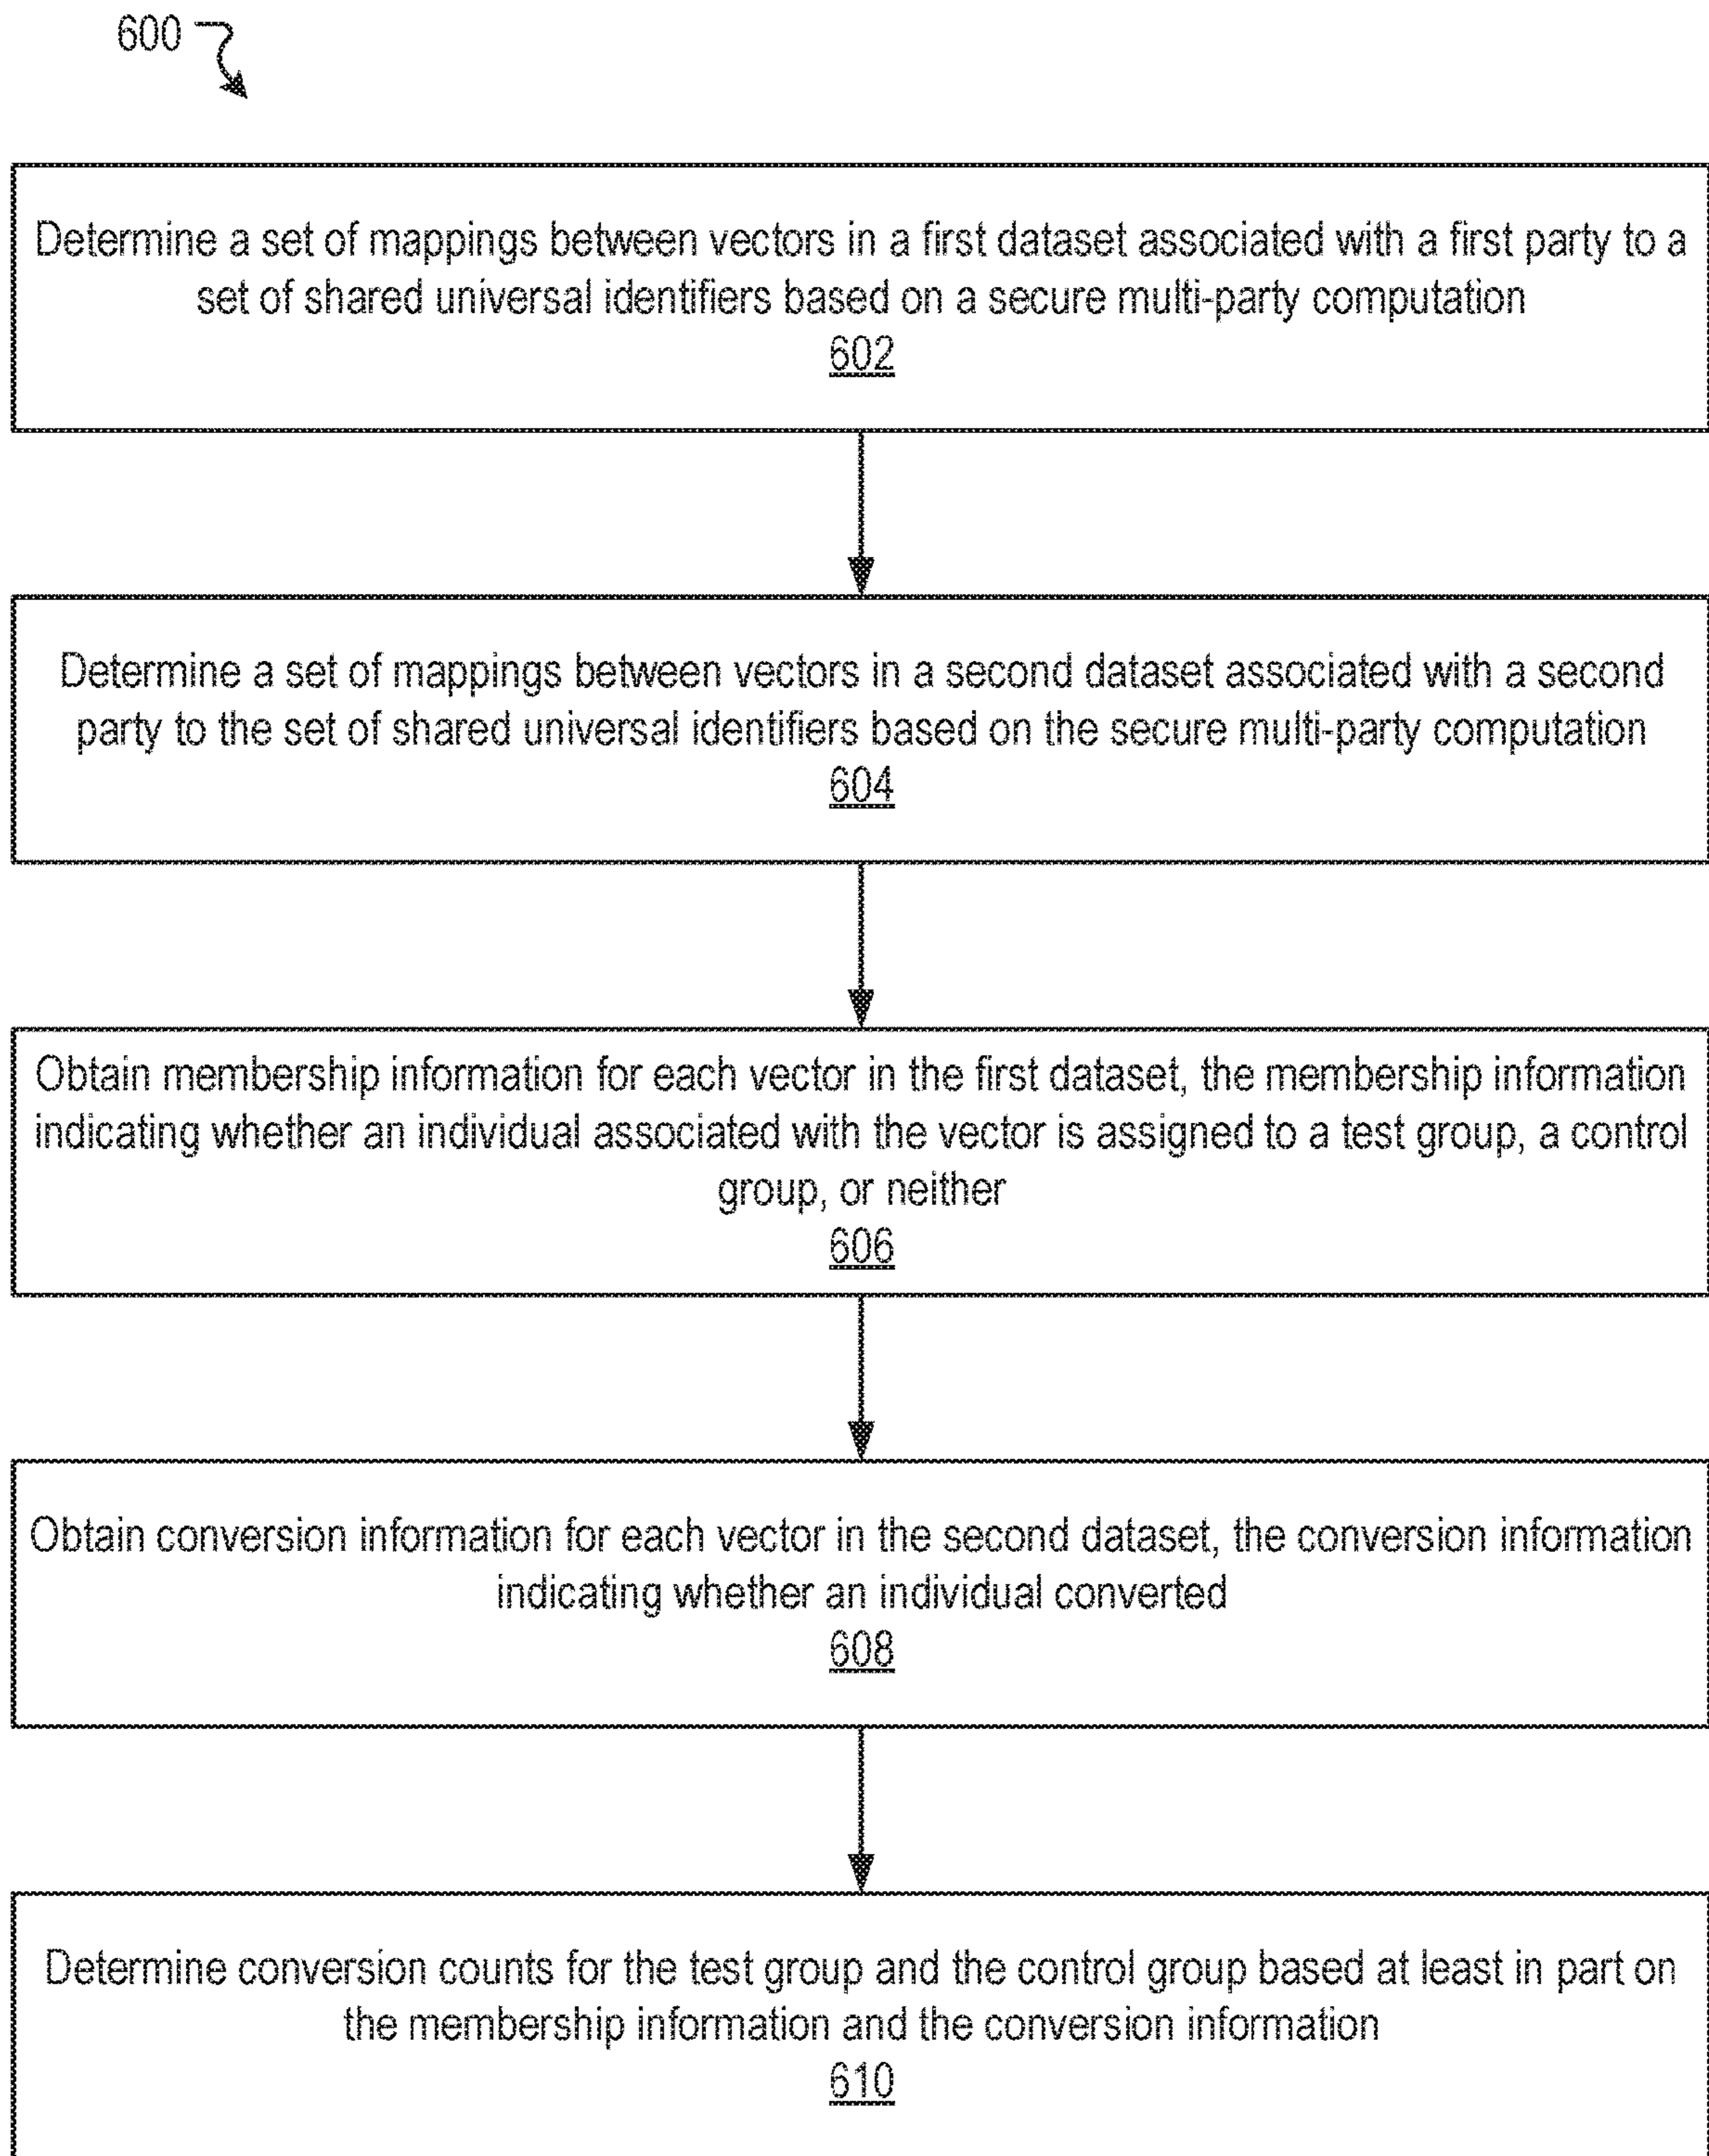 600
Determine a set of mappings between vectors in a first dataset associated with a first party to a
set of shared universal identifiers based on a secure multi-party computation
602
Determine a set of mappings between vectors in a second dataset associated with a second
party to the set of shared universal identifiers based on the secure multi-party computation
604
Obtain membership information for each vector in the first dataset, the membership information
indicating whether an individual associated with the vector is assigned to a test group, a control
group, or neither
606
Obtain conversion information for each vector in the second dataset, the conversion information
indicating whether an individual converted
608
Determine conversion counts for the test group and the control group based at least in part on
the membership information and the conversion information
610